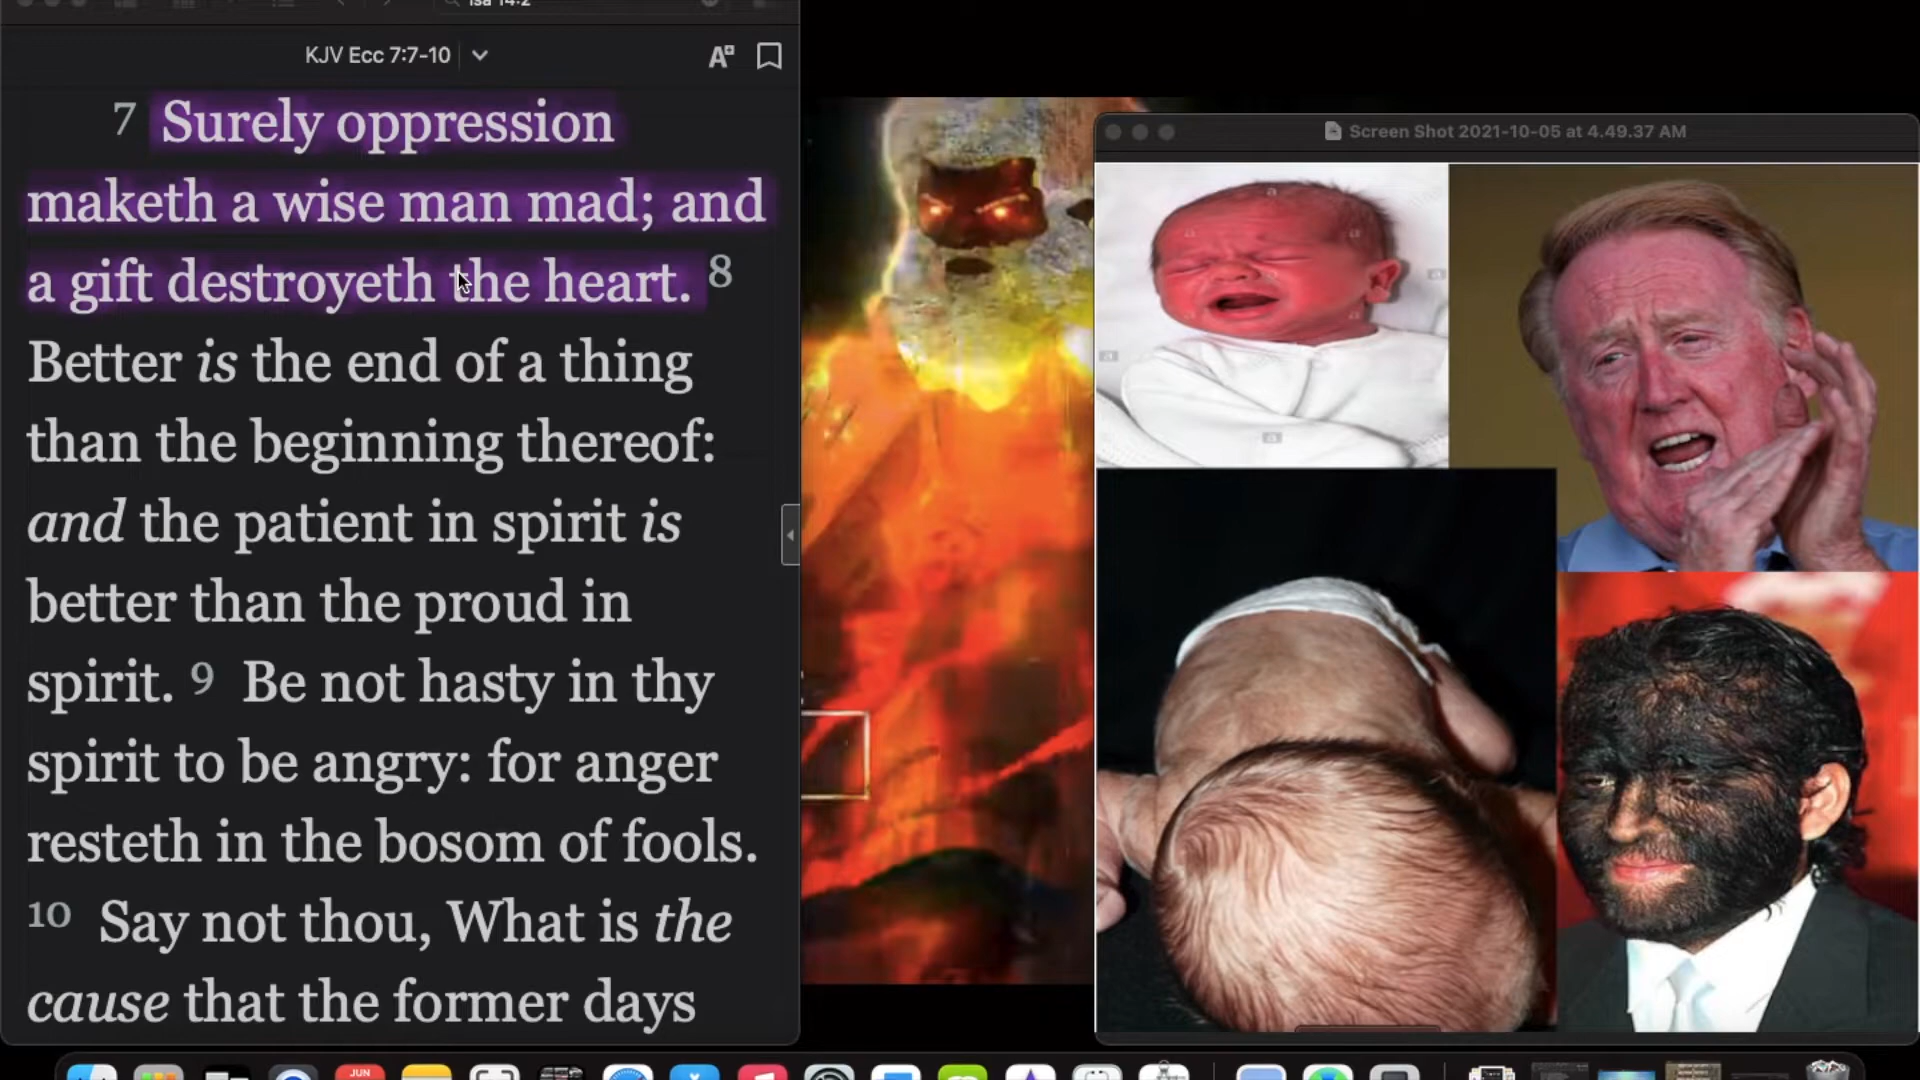 isa 14:2
KJV Ecc 7:7-10
A
7 Surely oppression
maketh a wise man mad; and
a gift destroyeth the heart. 8
Better is the end of a thing
than the beginning thereof:
and the patient in spirit is
better than the proud in
spirit. 9 Be not hasty in thy
spirit to be angry: for anger
resteth in the bosom of fools.
10 Say not thou, What is the
cause that the former days
Screen Shot 2021-10-05 at 4.49.37 AM
a
a
a
a
a
a
a
a
JUN